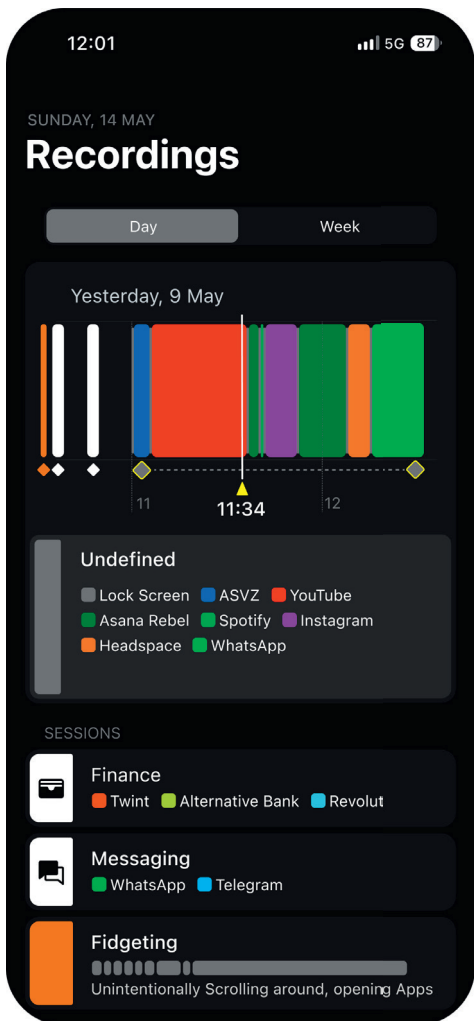 12:01 5G 87
SUNDAY, 14 MAY
Recordings
Day Week
Yesterday, 9 May
11 12
11:34
Undefined
Lock Screen ASVZ YouTube
Asana Rebel Spotify Instagram
Headspace WhatsApp
SESSIONS
Finance
Twint Alternative Bank Revolut
Messaging
WhatsApp Telegram
Fidgeting
Unintentionally Scrolling around, opening Apps